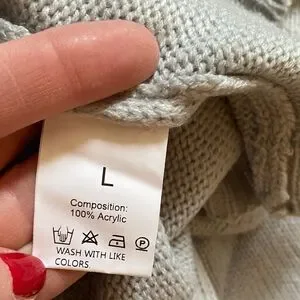 L
Composition:
100% Acrylic
WASH WITH LIKE
COLORS